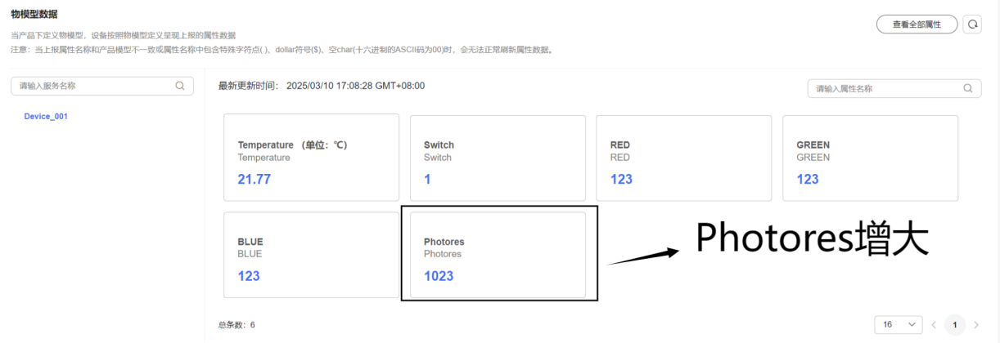 物模型数据
查看全部属性
当产品下定义物模型，设备按照物模型定义呈现上报的属性数据
注意：当上报属性名称和产品模型不一致或属性名称中包含特殊字符点(.)、dollar符号($)、空char(十六进制的ASCII码为00)时，会无法正常刷新属性数据。
请输入服务名称
最新更新时间： 2025/03/10 17:08:28 GMT+08:00
请输入属性名称
Device_001
Temperature （单位：℃）
Temperature
21.77
Switch
Switch
1
RED
RED
123
GREEN
GREEN
123
BLUE
BLUE
123
Photores
Photores
1023
Photores增大
总条数：6
16
1